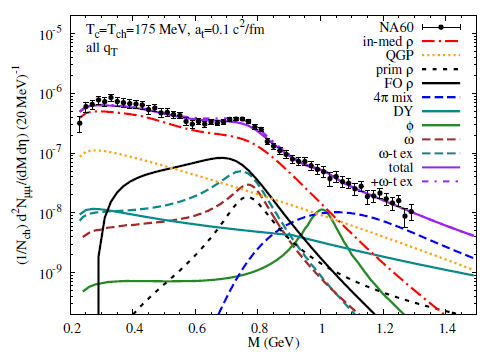 T_c=T_ch=175 MeV, a_t=0.1 c²/fm
all q_T
NA60
in-med ρ
QGP
prim ρ
FO ρ
4π mix
DY
ϕ
ω
ω-t ex
total
+ω-t ex
10⁻⁵
10⁻⁶
10⁻⁷
10⁻⁸
10⁻⁹
(1/N_ch) d²N_μμ/(dM dη) (20 MeV)⁻¹
0.2 0.4 0.6 0.8 1 1.2 1.4
M (GeV)